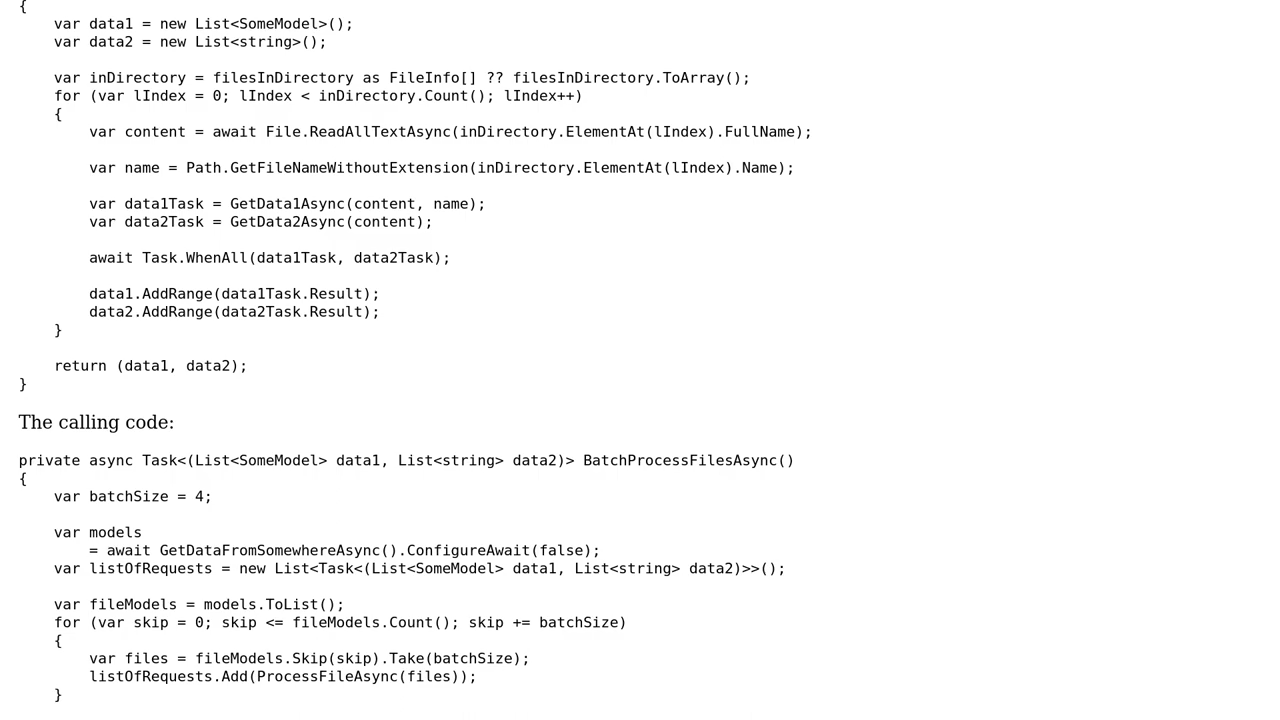 {
    var data1 = new List<SomeModel>();
    var data2 = new List<string>();

    var inDirectory = filesInDirectory as FileInfo[] ?? filesInDirectory.ToArray();
    for (var lIndex = 0; lIndex < inDirectory.Count(); lIndex++)
    {
        var content = await File.ReadAllTextAsync(inDirectory.ElementAt(lIndex).FullName);

        var name = Path.GetFileNameWithoutExtension(inDirectory.ElementAt(lIndex).Name);

        var data1Task = GetData1Async(content, name);
        var data2Task = GetData2Async(content);

        await Task.WhenAll(data1Task, data2Task);

        data1.AddRange(data1Task.Result);
        data2.AddRange(data2Task.Result);
    }

    return (data1, data2);
}
The calling code:
private async Task<(List<SomeModel> data1, List<string> data2)> BatchProcessFilesAsync()
{
    var batchSize = 4;

    var models
        = await GetDataFromSomewhereAsync().ConfigureAwait(false);
    var listOfRequests = new List<Task<(List<SomeModel> data1, List<string> data2)>>();

    var fileModels = models.ToList();
    for (var skip = 0; skip <= fileModels.Count(); skip += batchSize)
    {
        var files = fileModels.Skip(skip).Take(batchSize);
        listOfRequests.Add(ProcessFileAsync(files));
    }